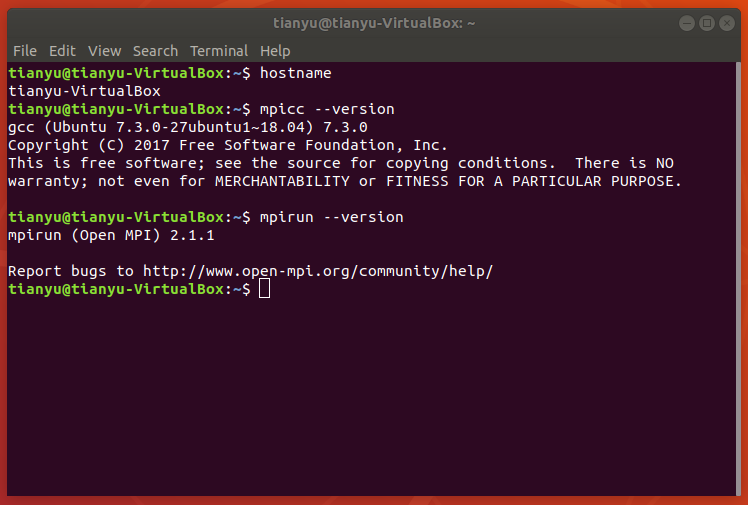 tianyu@tianyu-VirtualBox: ~
File Edit View Search Terminal Help
tianyu@tianyu-VirtualBox:~$ hostname
tianyu-VirtualBox
tianyu@tianyu-VirtualBox:~$ mpicc --version
gcc (Ubuntu 7.3.0-27ubuntu1~18.04) 7.3.0
Copyright (C) 2017 Free Software Foundation, Inc.
This is free software; see the source for copying conditions.  There is NO
warranty; not even for MERCHANTABILITY or FITNESS FOR A PARTICULAR PURPOSE.
tianyu@tianyu-VirtualBox:~$ mpirun --version
mpirun (Open MPI) 2.1.1
Report bugs to http://www.open-mpi.org/community/help/
tianyu@tianyu-VirtualBox:~$